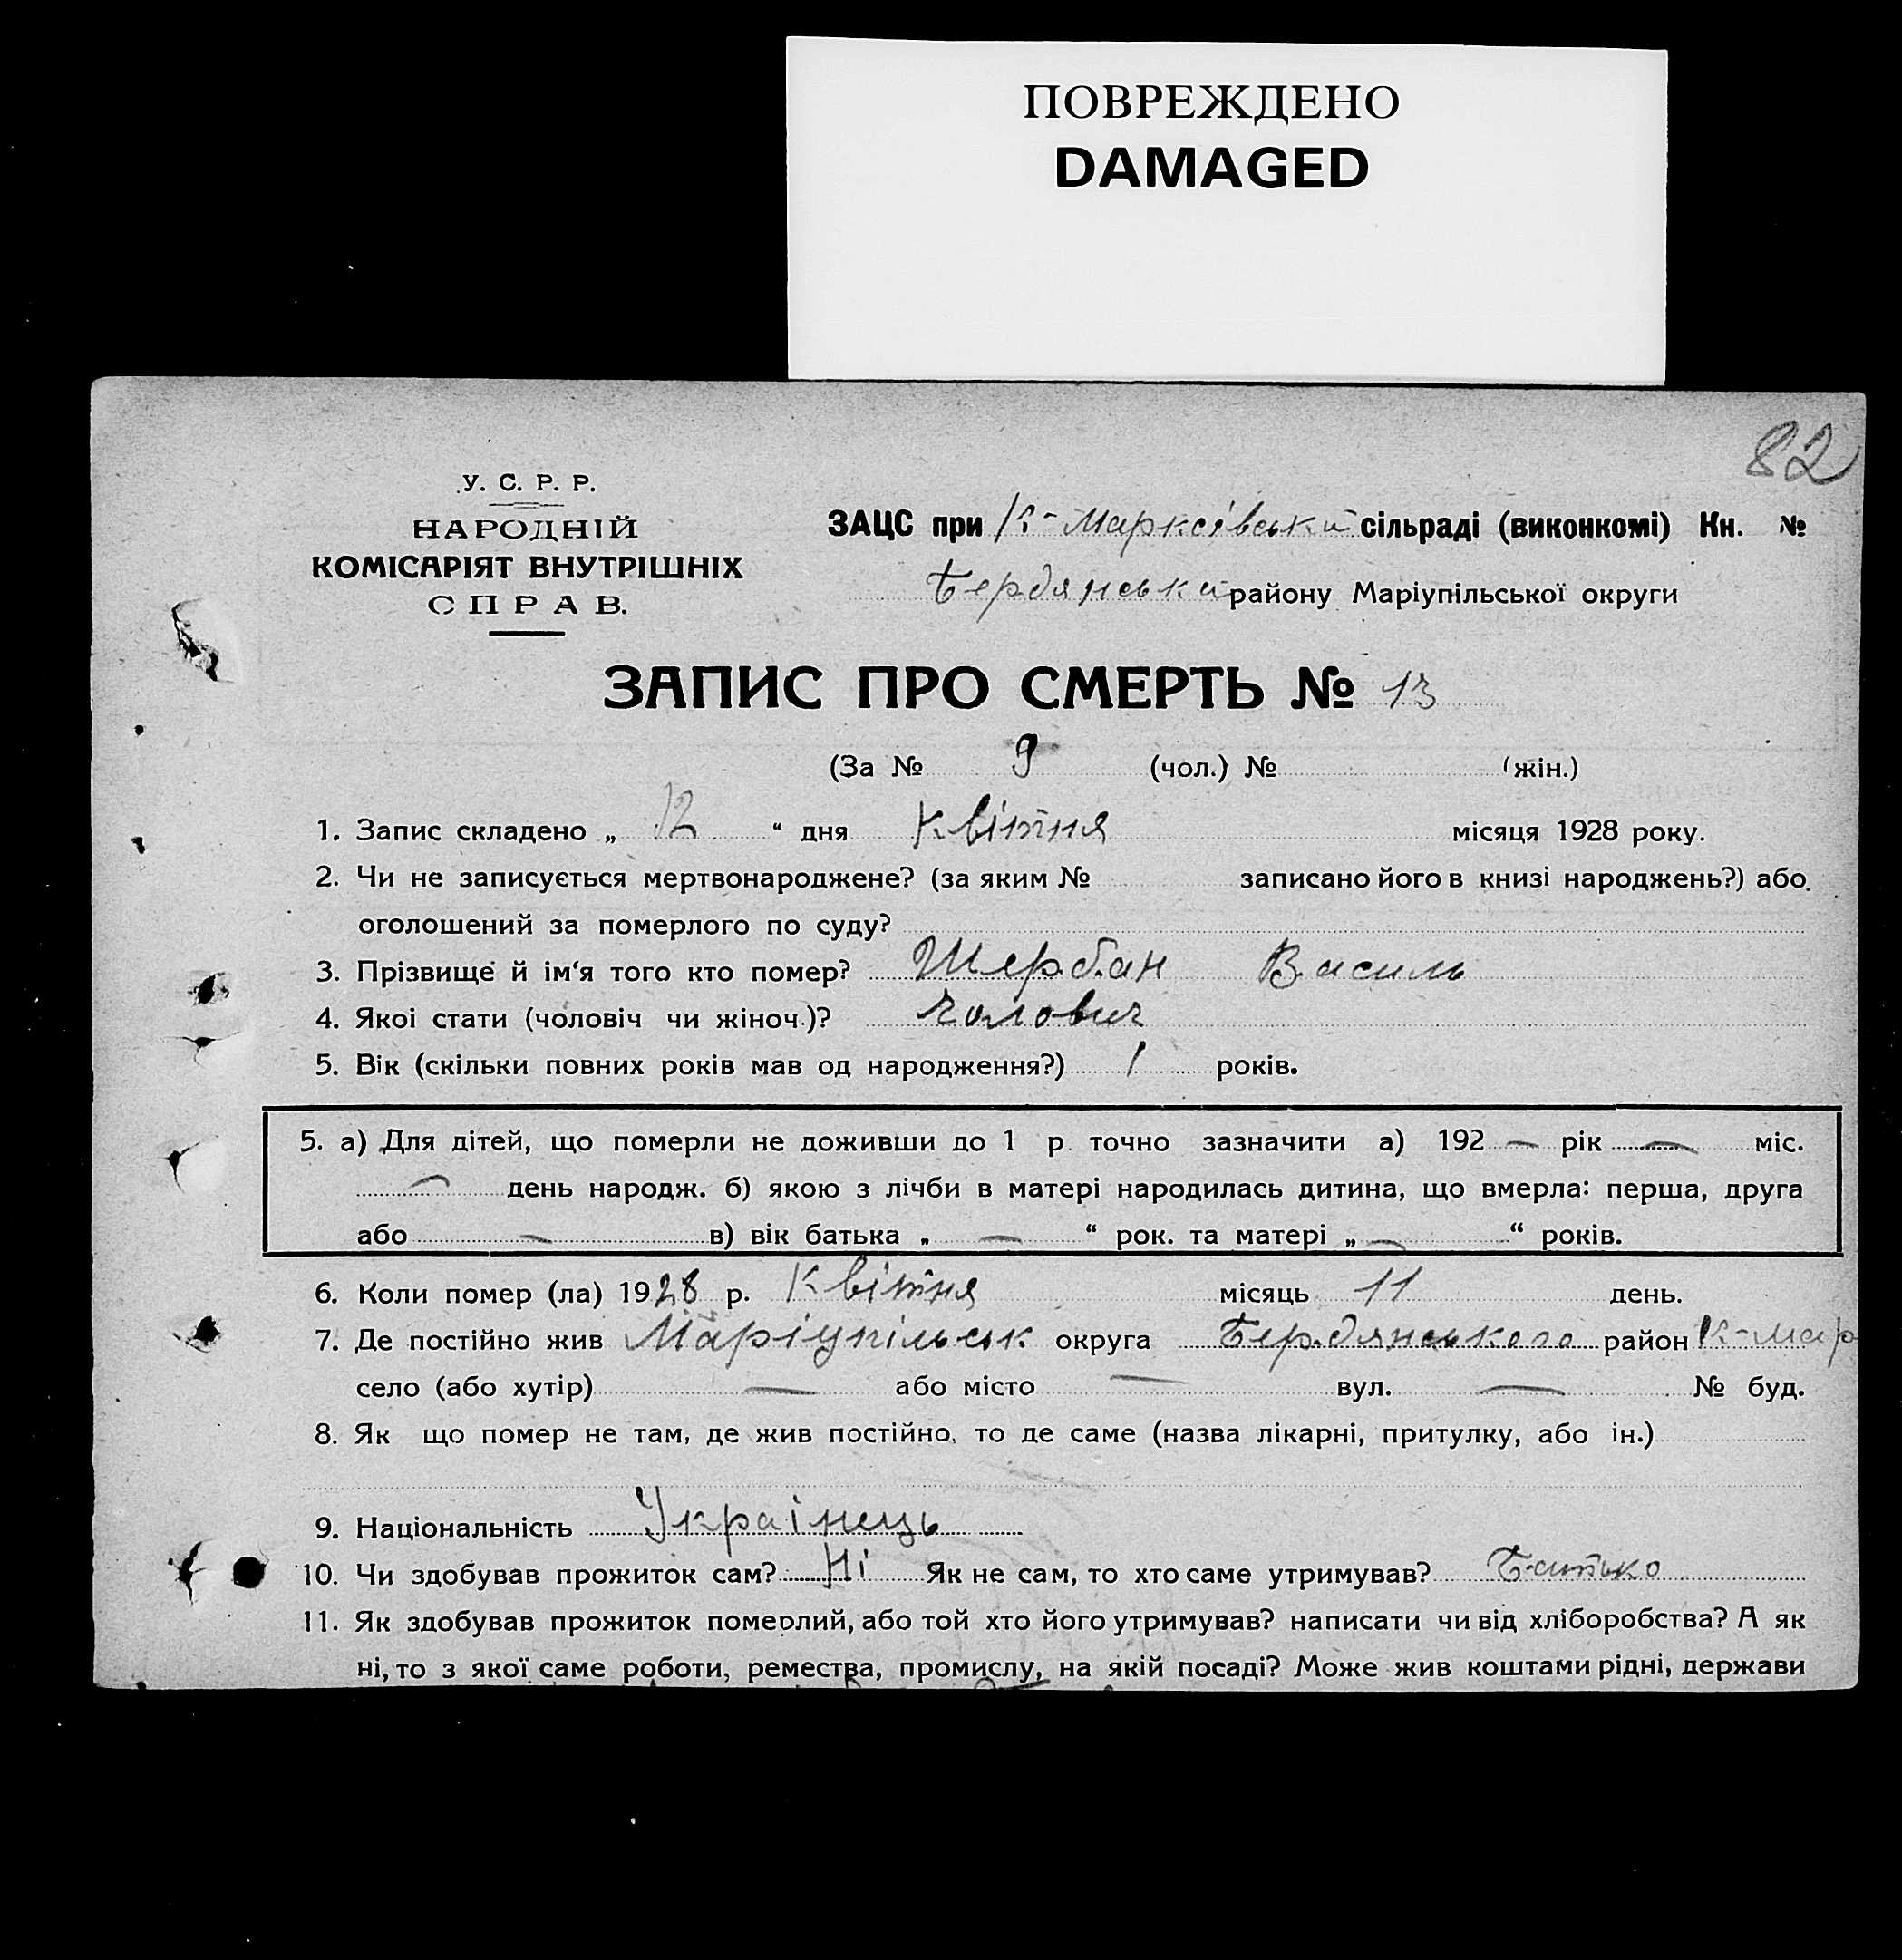 ПОВРЕЖДЕНО
DAMAGED
82
У. С. Р. Р.
НАРОДНІЙ
КОМІСАРІЯТ ВНУТРІШНІХ
СПРАВ.
ЗАЦС при К-Марксівській сільраді (виконкомі) Кн. №
Бердянський району Маріупільської округи
ЗАПИС ПРО СМЕРТЬ № 13
(За № 9 (чол.) № (жін.)
1. Запис складено „ 12 “ дня Квітня місяця 1928 року.
2. Чи не записується мертвонароджене? (за яким № записано його в книзі народжень?) або
оголошений за померлого по суду?
3. Прізвище й ім‘я того кто помер? Шербан Василь
4. Якоі стати (чоловіч чи жіноч.)? чоловіч
5. Вік (скільки повних років мав од народження?) 1 років.
5. а) Для дітей, що померли не доживши до 1 р. точно зазначити а) 192 — рік — міс.
— день народж. б) якою з лічби в матері народилась дитина, що вмерла: перша, друга
або — в) вік батька „ — “ рок. та матері „ — “ років.
6. Коли помер (ла) 1928 р. Квітня місяць 11 день.
7. Де постійно жив Маріупільськ округа Бердянського район К-Мар
село (або хутір) — або місто — вул. — № буд.
8. Як що помер не там, де жив постійно, то де саме (назва лікарні, притулку, або ін.)
9. Національність Украінець
10. Чи здобував прожиток сам? Ні Як не сам, то хто саме утримував? Батько
11. Як здобував прожиток померлий, або той хто його утримував? написати чи від хліборобства? А як
ні, то з якої саме роботи, ремества, промислу, на якій посаді? Може жив коштами рідні, держави